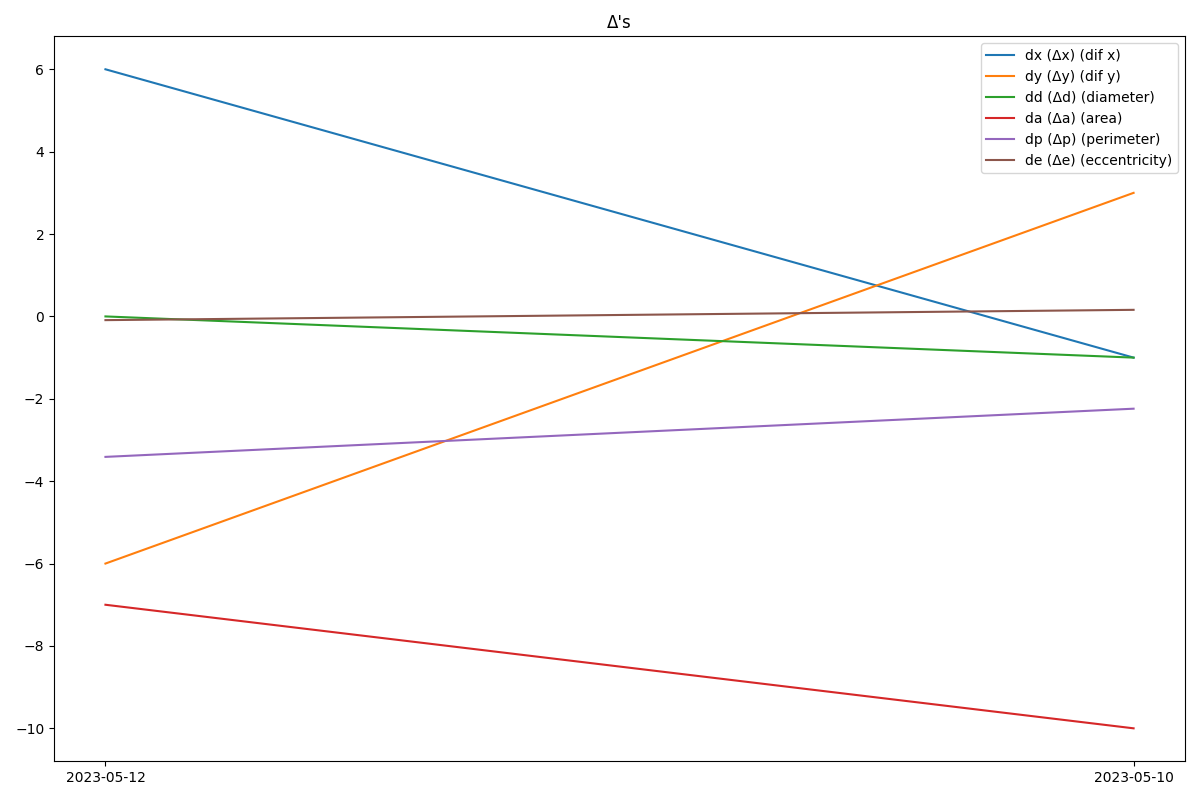 Δ's
dx (Δx) (dif x)
dy (Δy) (dif y)
dd (Δd) (diameter)
da (Δa) (area)
dp (Δp) (perimeter)
de (Δe) (eccentricity)
6
4
2
0
−2
−4
−6
−8
−10
2023-05-12
2023-05-10